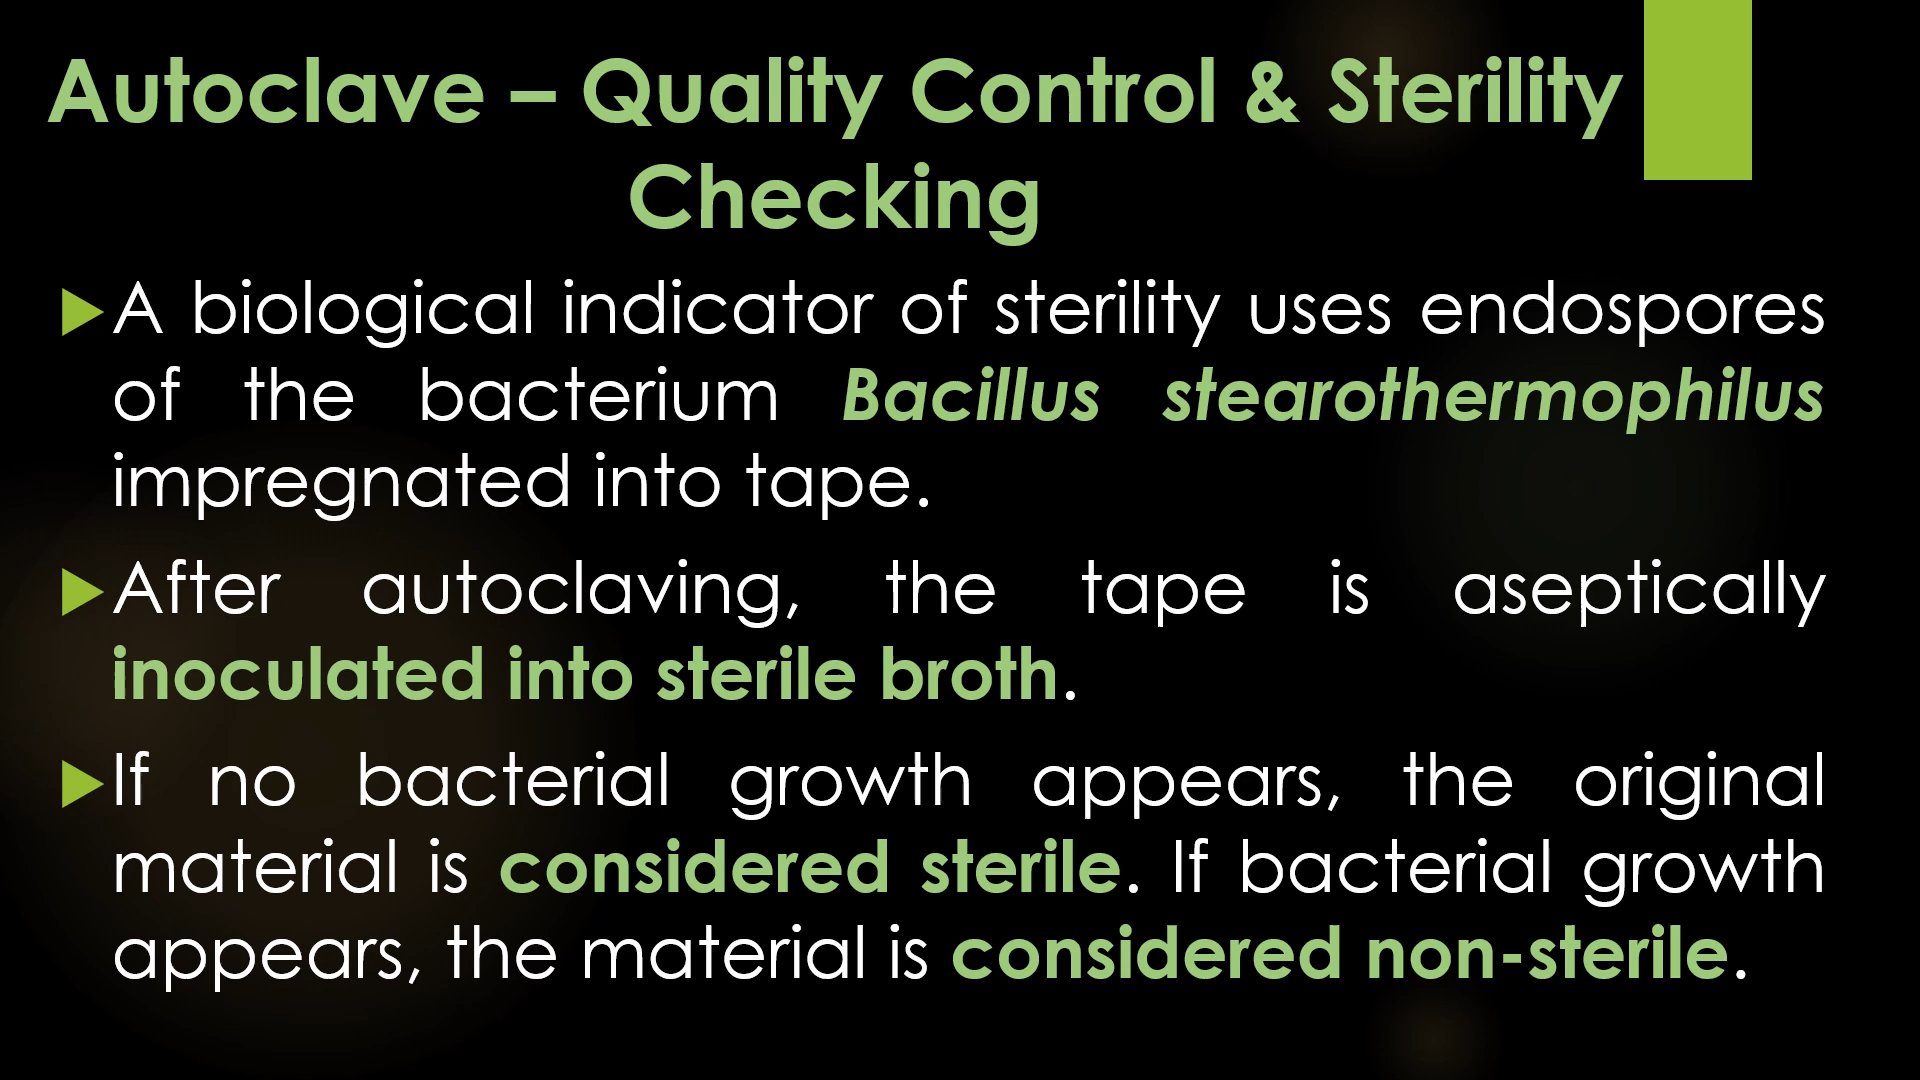 Autoclave – Quality Control & Sterility
Checking
A biological indicator of sterility uses endospores
of the bacterium Bacillus stearothermophilus
impregnated into tape.
After autoclaving, the tape is aseptically
inoculated into sterile broth.
If no bacterial growth appears, the original
material is considered sterile. If bacterial growth
appears, the material is considered non-sterile.